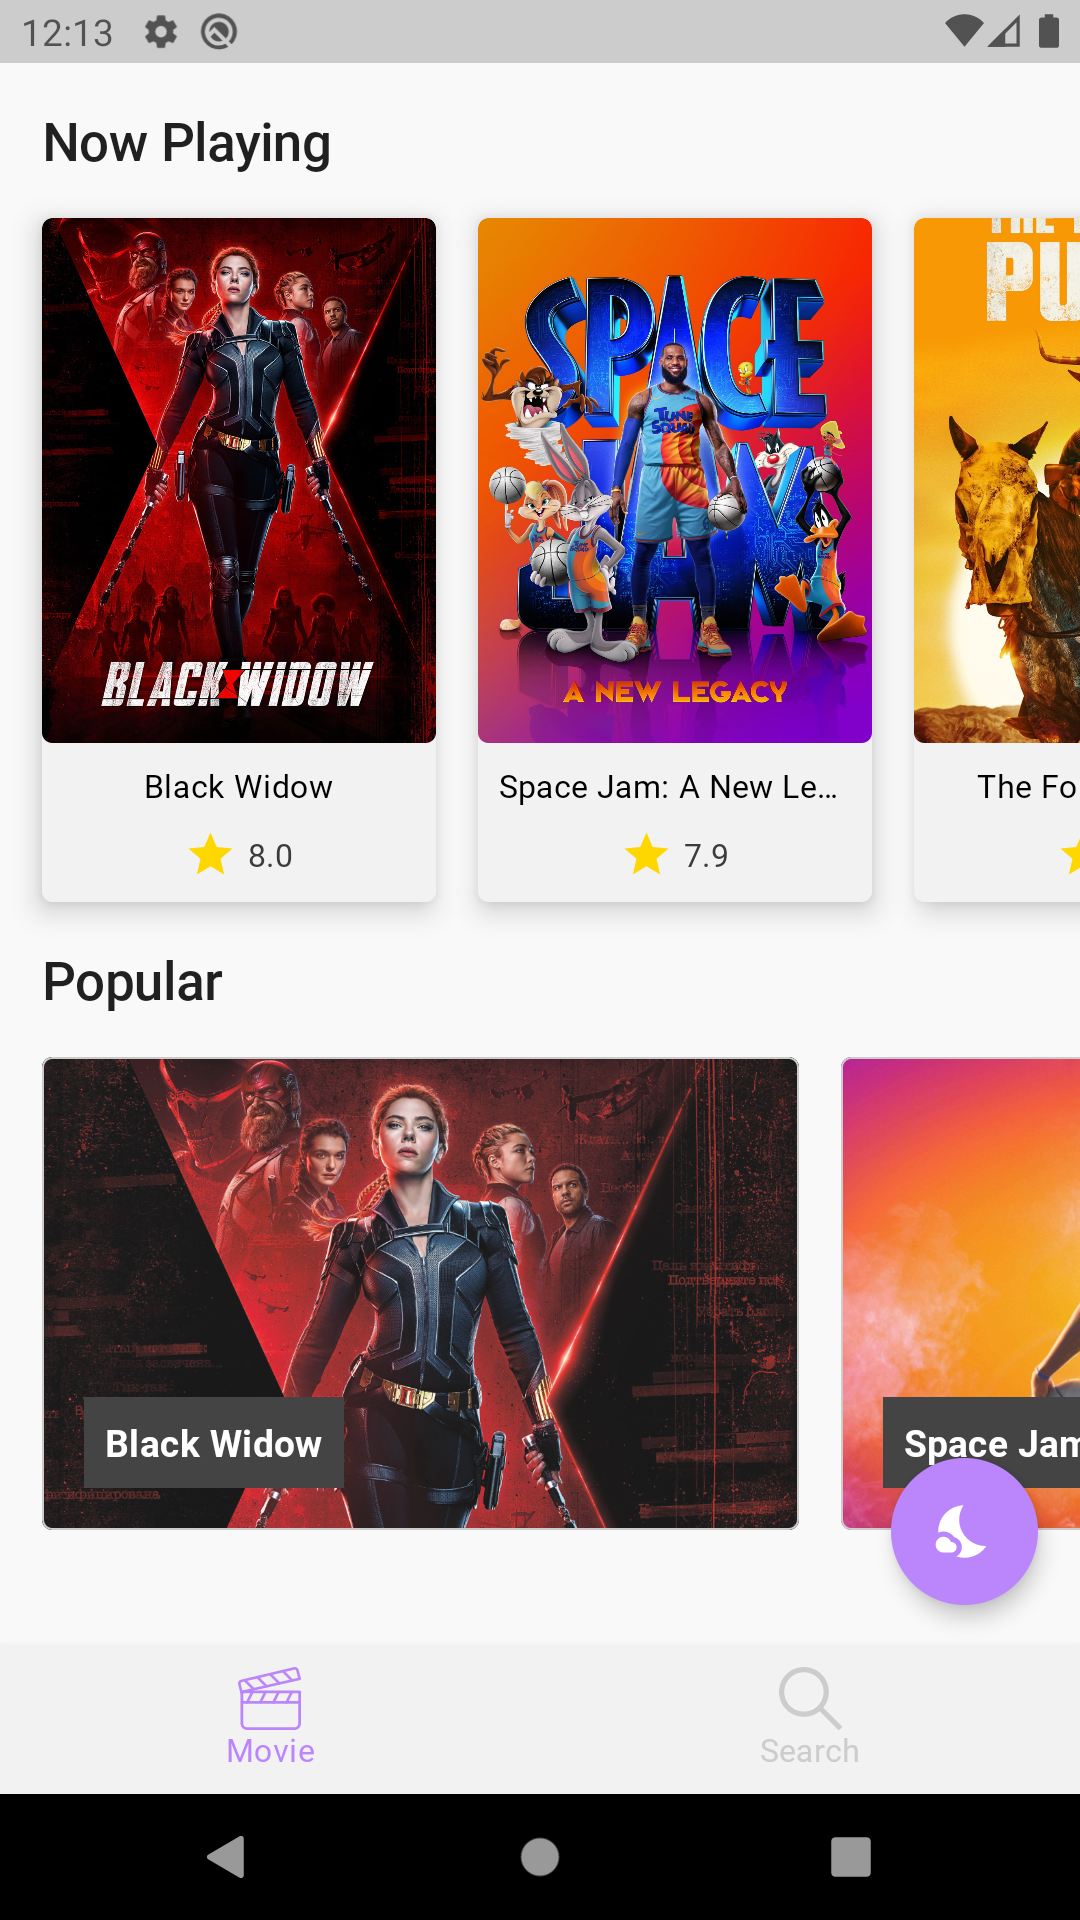 12:13
Now Playing
PU
SPACE
JAM
TUNE
SQUAD
BLACK WIDOW
A NEW LEGACY
Black Widow
Space Jam: A New Le...
The Fo
8.0
7.9
Popular
Black Widow
Space Jam
Movie
Search